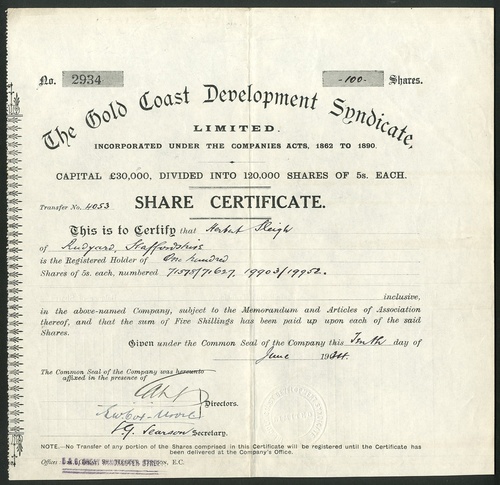 No. 2934 -100- Shares.
The Gold Coast Development Syndicate,
LIMITED.
INCORPORATED UNDER THE COMPANIES ACTS, 1862 TO 1890.
CAPITAL £30,000, DIVIDED INTO 120,000 SHARES OF 5s. EACH.
Transfer No. 4053 SHARE CERTIFICATE.
This is to Certify that Herbert Sleigh
of Rudyard, Staffordshire
is the Registered Holder of One hundred
Shares of 5s. each, numbered 71578/71627, 19903/19952.
inclusive,
in the above-named Company, subject to the Memorandum and Articles of Association
thereof, and that the sum of Five Shillings has been paid up upon each of the said
Shares.
Given under the Common Seal of the Company this Tenth day of
June 1904.
The Common Seal of the Company was hereunto
affixed in the presence of
Directors.
Secretary.
NOTE.—No Transfer of any portion of the Shares comprised in this Certificate will be registered until the Certificate has
been delivered at the Company's Office.
Offices E.C.